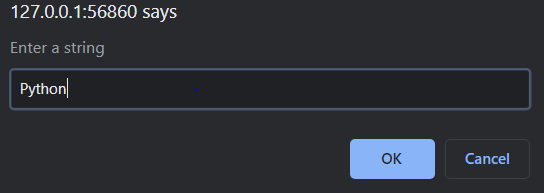 127.0.0.1:56860 says
Enter a string
Python
OK Cancel